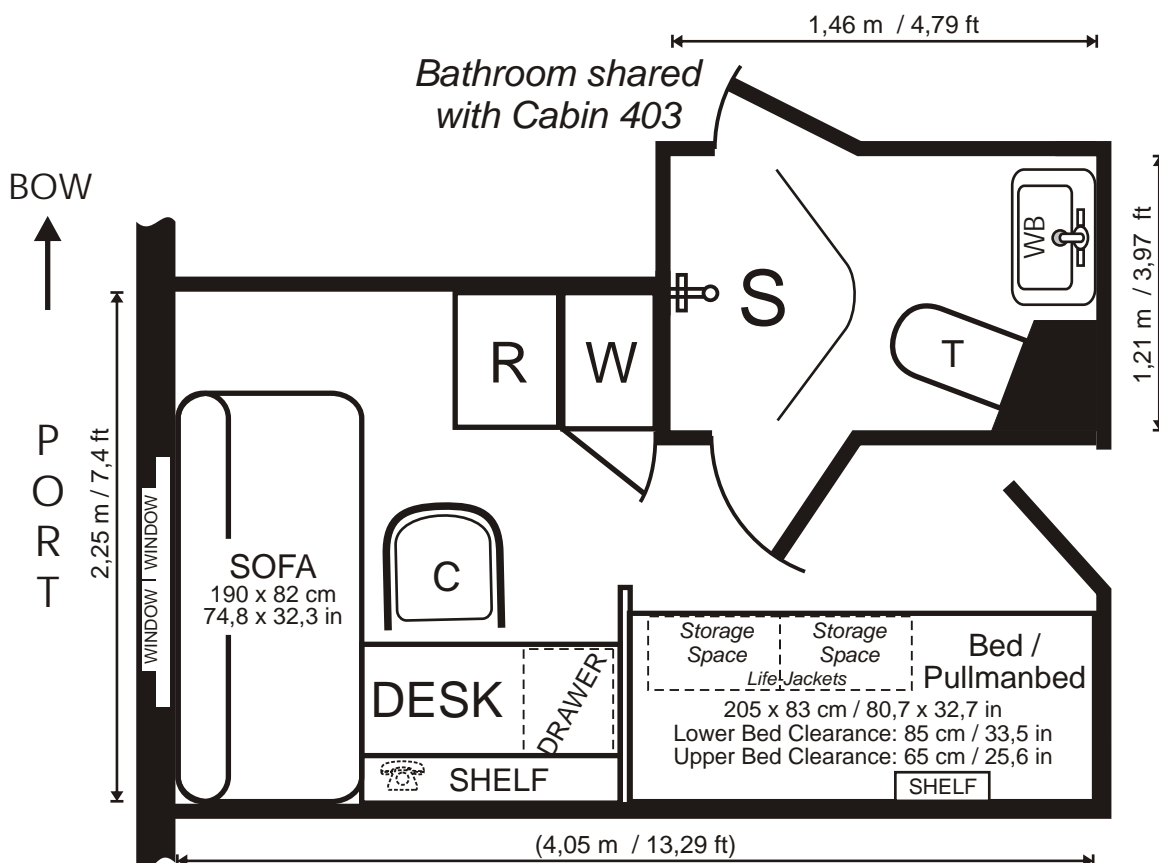 1,46 m / 4,79 ft
Bathroom shared
with Cabin 403
BOW
PORT
2,25 m / 7,4 ft
1,21 m / 3,97 ft
R
W
S
WB
T
WINDOW
WINDOW
SOFA
190 x 82 cm
74,8 x 32,3 in
C
DESK
DRAWER
SHELF
Storage
Space
Storage
Space
Life-Jackets
Bed /
Pullmanbed
205 x 83 cm / 80,7 x 32,7 in
Lower Bed Clearance: 85 cm / 33,5 in
Upper Bed Clearance: 65 cm / 25,6 in
SHELF
(4,05 m / 13,29 ft)